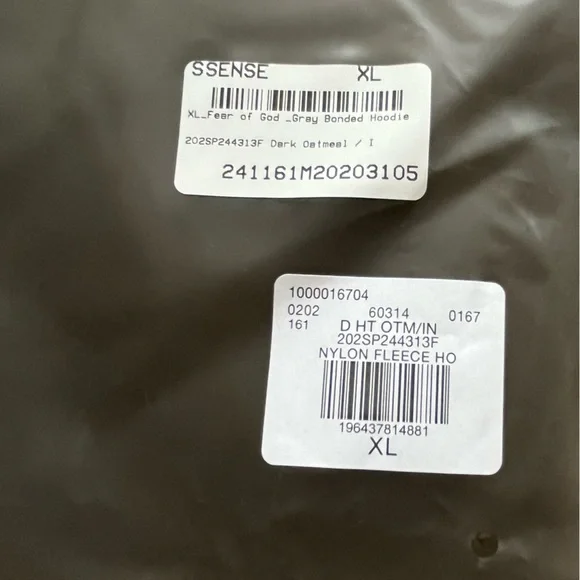 SSENSE XL
XL_Fear of God _Gray Bonded Hoodie
202SP244313F Dark Oatmeal / I
241161M20203105
1000016704
0202 60314 0167
161 D HT OTM/IN
202SP244313F
NYLON FLEECE HO
196437814881
XL